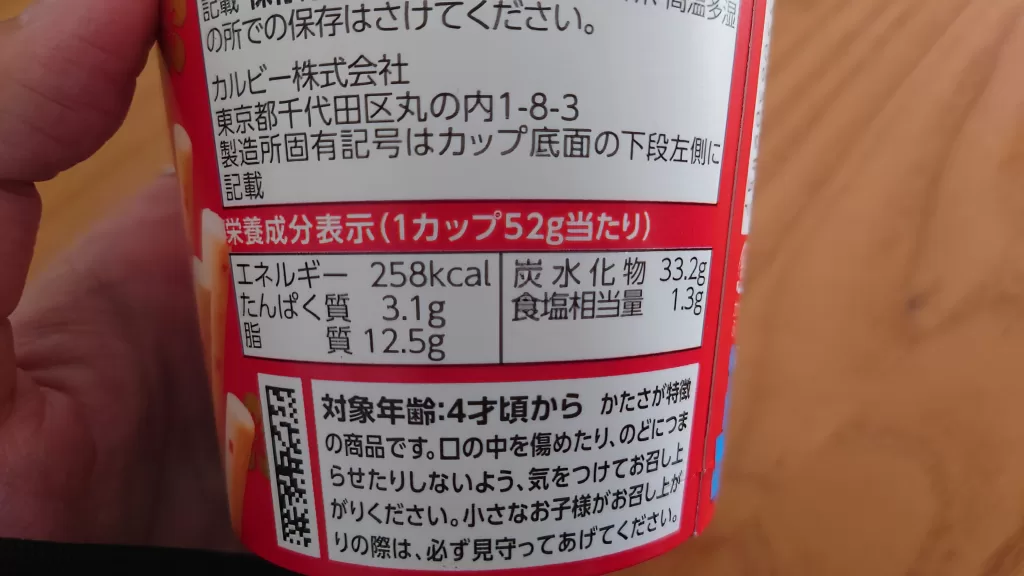 記載
高温多湿
の所での保存はさけてください。
カルビー株式会社
東京都千代田区丸の内1-8-3
製造所固有記号はカップ底面の下段左側に
記載
栄養成分表示(1カップ52g当たり)
エネルギー 258kcal
たんぱく質 3.1g
脂質 12.5g
炭水化物 33.2g
食塩相当量 1.3g
対象年齢:4才頃から かたさが特徴
の商品です。口の中を傷めたり、のどにつま
らせたりしないよう、気をつけてお召し上
がりください。小さなお子様がお召し上が
りの際は、必ず見守ってあげてください。